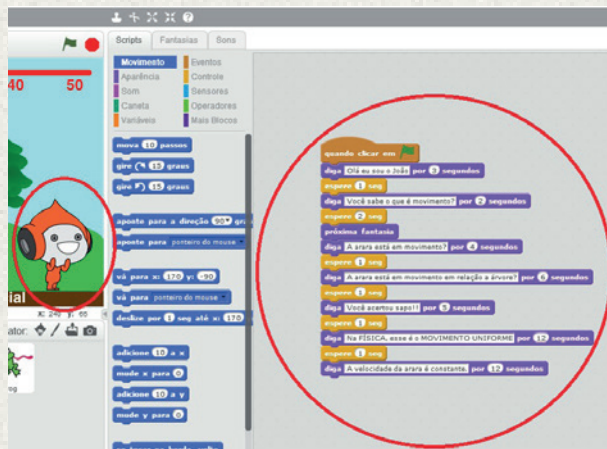 Scripts Fantasias Sons
40 50
Movimento Eventos
Aparência Controle
Som Sensores
Caneta Operadores
Variáveis Mais Blocos
mova 10 passos
gire 15 graus
gire 15 graus
aponte para a direção 90 gra
aponte para ponteiro do mouse
vá para x: 170 y: -90
vá para ponteiro do mouse
deslize por 1 seg até x: 170
adicione 10 a x
mude x para 0
adicione 10 a y
mude y para 0
ial
X: 240 y: 66
ator:
og
quando clicar em
diga Olá eu sou o João por 3 segundos
espere 1 seg
diga Você sabe o que é movimento? por 2 segundos
espere 2 seg
próxima fantasia
diga A arara está em movimento? por 4 segundos
espere 1 seg
diga A arara está em movimento em relação a árvore? por 6 segundos
espere 1 seg
diga Você acertou sapo!! por 5 segundos
espere 1 seg
diga Na FÍSICA, esse é o MOVIMENTO UNIFORME por 12 segundos
espere 1 seg
diga A velocidade da arara é constante. por 12 segundos